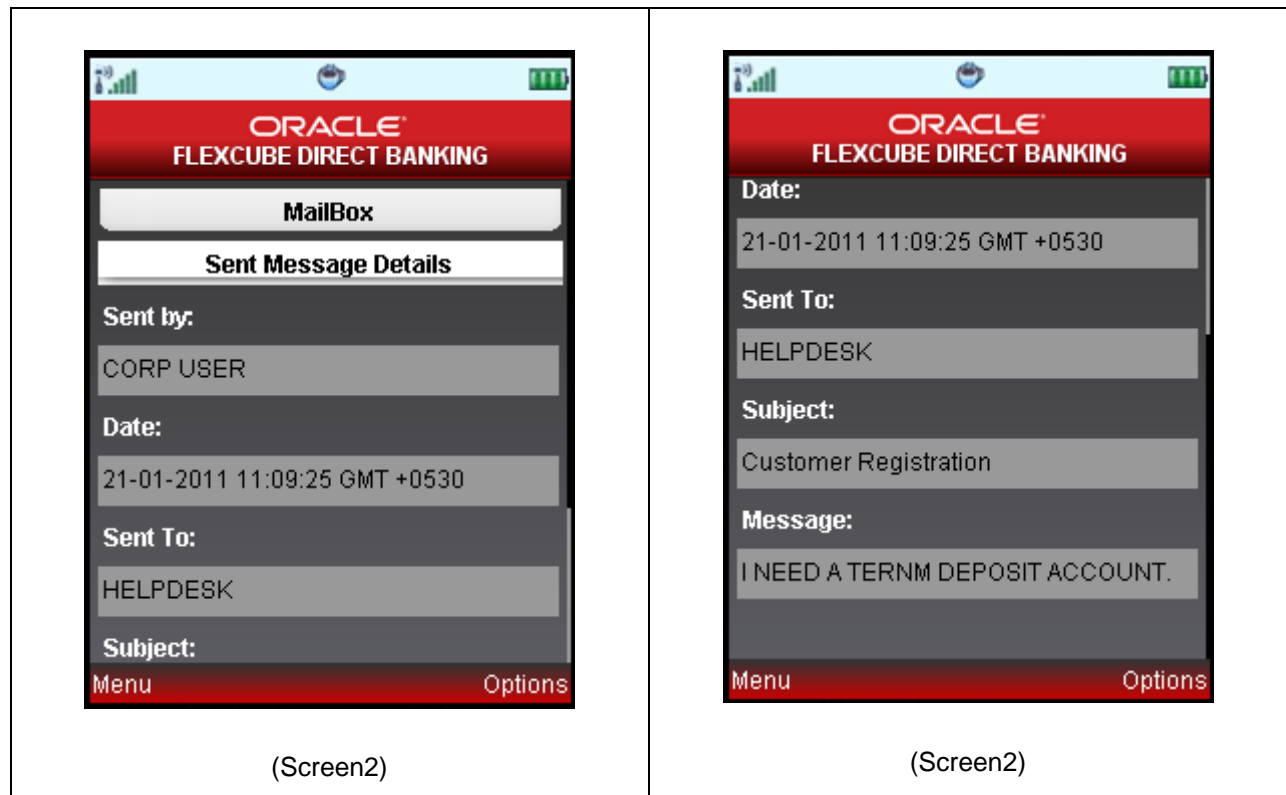 ORACLE
FLEXCUBE DIRECT BANKING
MailBox
Sent Message Details
Sent by:
CORP USER
Date:
21-01-2011 11:09:25 GMT +0530
Sent To:
HELPDESK
Subject:
Menu Options
(Screen2)
ORACLE
FLEXCUBE DIRECT BANKING
Date:
21-01-2011 11:09:25 GMT +0530
Sent To:
HELPDESK
Subject:
Customer Registration
Message:
I NEED A TERNM DEPOSIT ACCOUNT.
Menu Options
(Screen2)